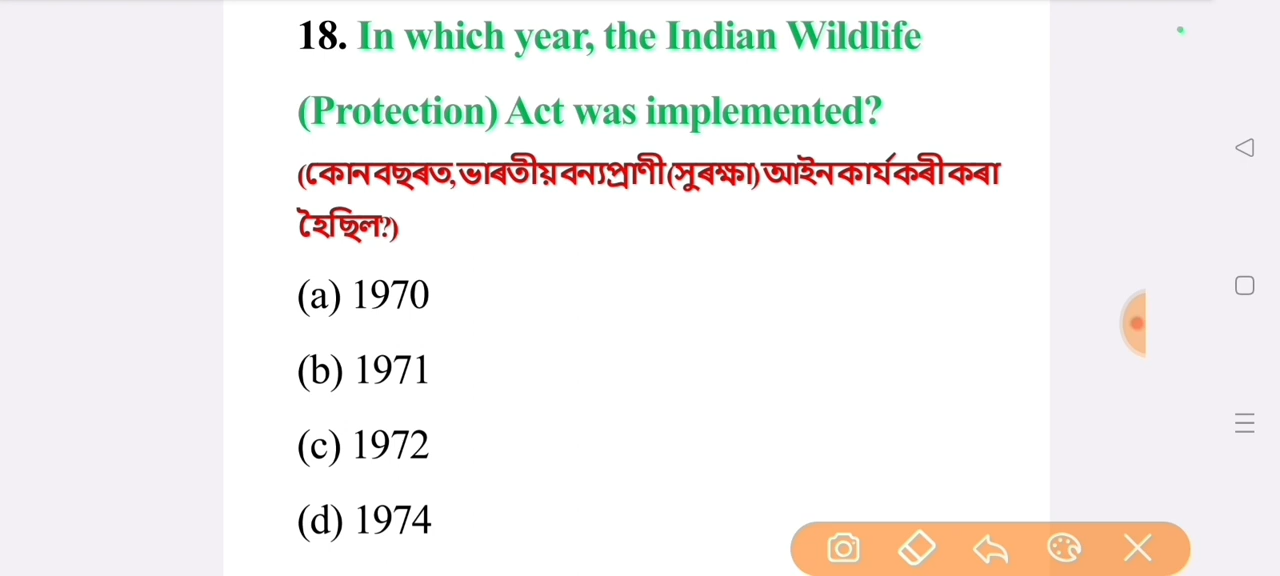 18. In which year, the Indian Wildlife
(Protection) Act was implemented?
(কোনবছৰত,ভাৰতীয়বন্যপ্ৰাণী(সুৰক্ষা)আইনকাৰ্যকৰীকৰা
হৈছিল?)
(a) 1970
(b) 1971
(c) 1972
(d) 1974